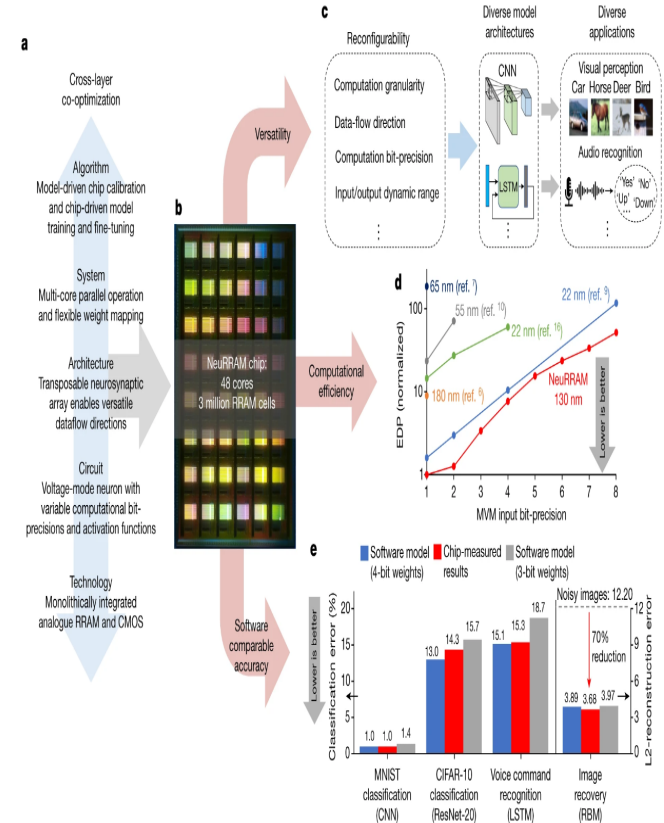 a
Cross-layer
co-optimization
Algorithm
Model-driven chip calibration
and chip-driven model
training and fine-tuning
System
Multi-core parallel operation
and flexible weight mapping
Architecture
Transposable neurosynaptic
array enables versatile
dataflow directions
Circuit
Voltage-mode neuron with
variable computational bit-
precisions and activation functions
Technology
Monolithically integrated
analogue RRAM and CMOS
b
NeuRRAM chip:
48 cores
3 million RRAM cells
Versatility
Computational
efficiency
Software
comparable
accuracy
c
Reconfigurability
Computation granularity
Data-flow direction
Computation bit-precision
Input/output dynamic range
⋮
Diverse model
architectures
CNN
LSTM
⋮
Diverse
applications
Visual perception
Car Horse Deer Bird
Audio recognition
'Yes' 'No'
'Up' 'Down'
...
⋮
d
EDP (normalized)
100
10
1
65 nm (ref. 7)
55 nm (ref. 10)
22 nm (ref. 16)
22 nm (ref. 9)
180 nm (ref. 6)
NeuRRAM
130 nm
Lower is better
1 2 3 4 5 6 7 8
MVM input bit-precision
e
Software model
(4-bit weights)
Chip-measured
results
Software model
(3-bit weights)
Lower is better
Classification error (%)
20
15
10
5
0
1.0 1.0 1.4
13.0 14.3 15.7
15.1 15.3 18.7
Noisy images: 12.20
70%
reduction
3.89 3.68 3.97
12
9
6
3
0
L2-reconstruction error
MNIST
classification
(CNN)
CIFAR-10
classification
(ResNet-20)
Voice command
recognition
(LSTM)
Image
recovery
(RBM)